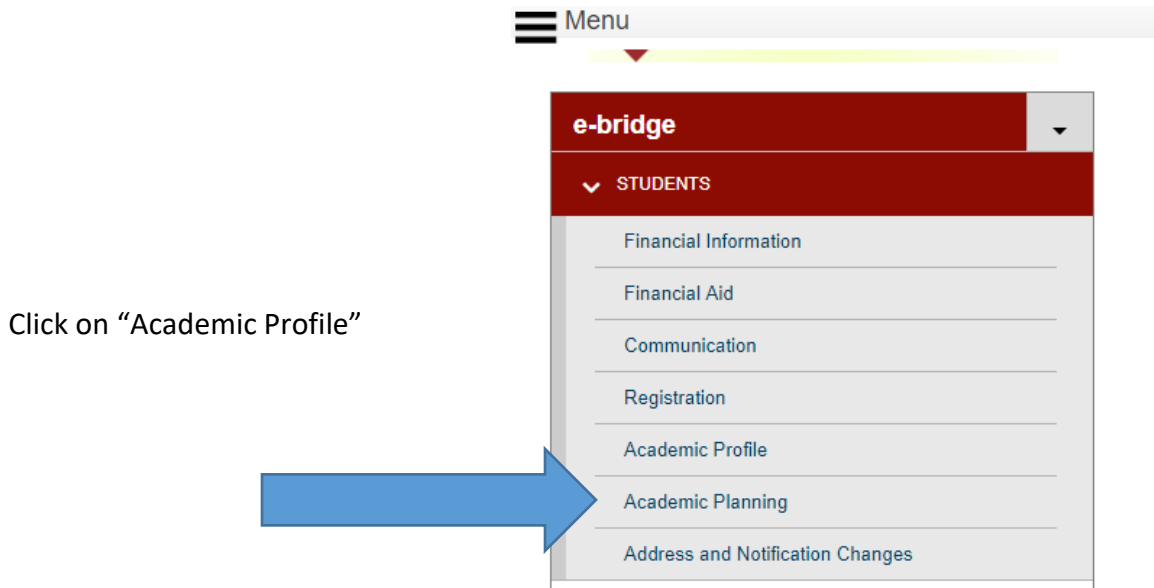 Menu
e-bridge
STUDENTS
Financial Information
Financial Aid
Click on “Academic Profile”
Communication
Registration
Academic Profile
Academic Planning
Address and Notification Changes